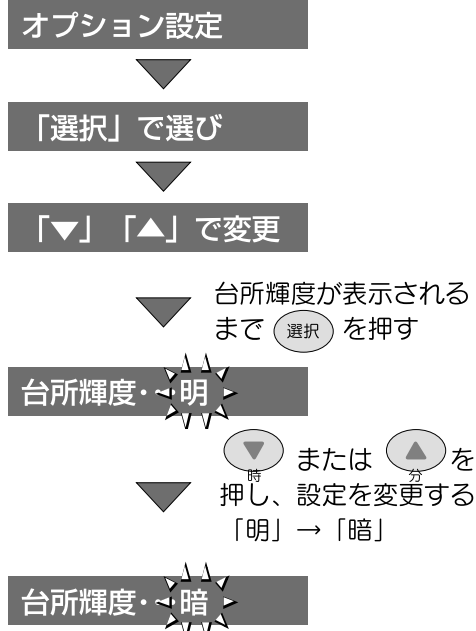 オプション設定
「選択」で選び
「▼」「▲」で変更
台所輝度が表示される
まで 選択 を押す
台所輝度・・明
▼ または ▲ を
時 分
押し、設定を変更する
「明」→「暗」
台所輝度・・暗